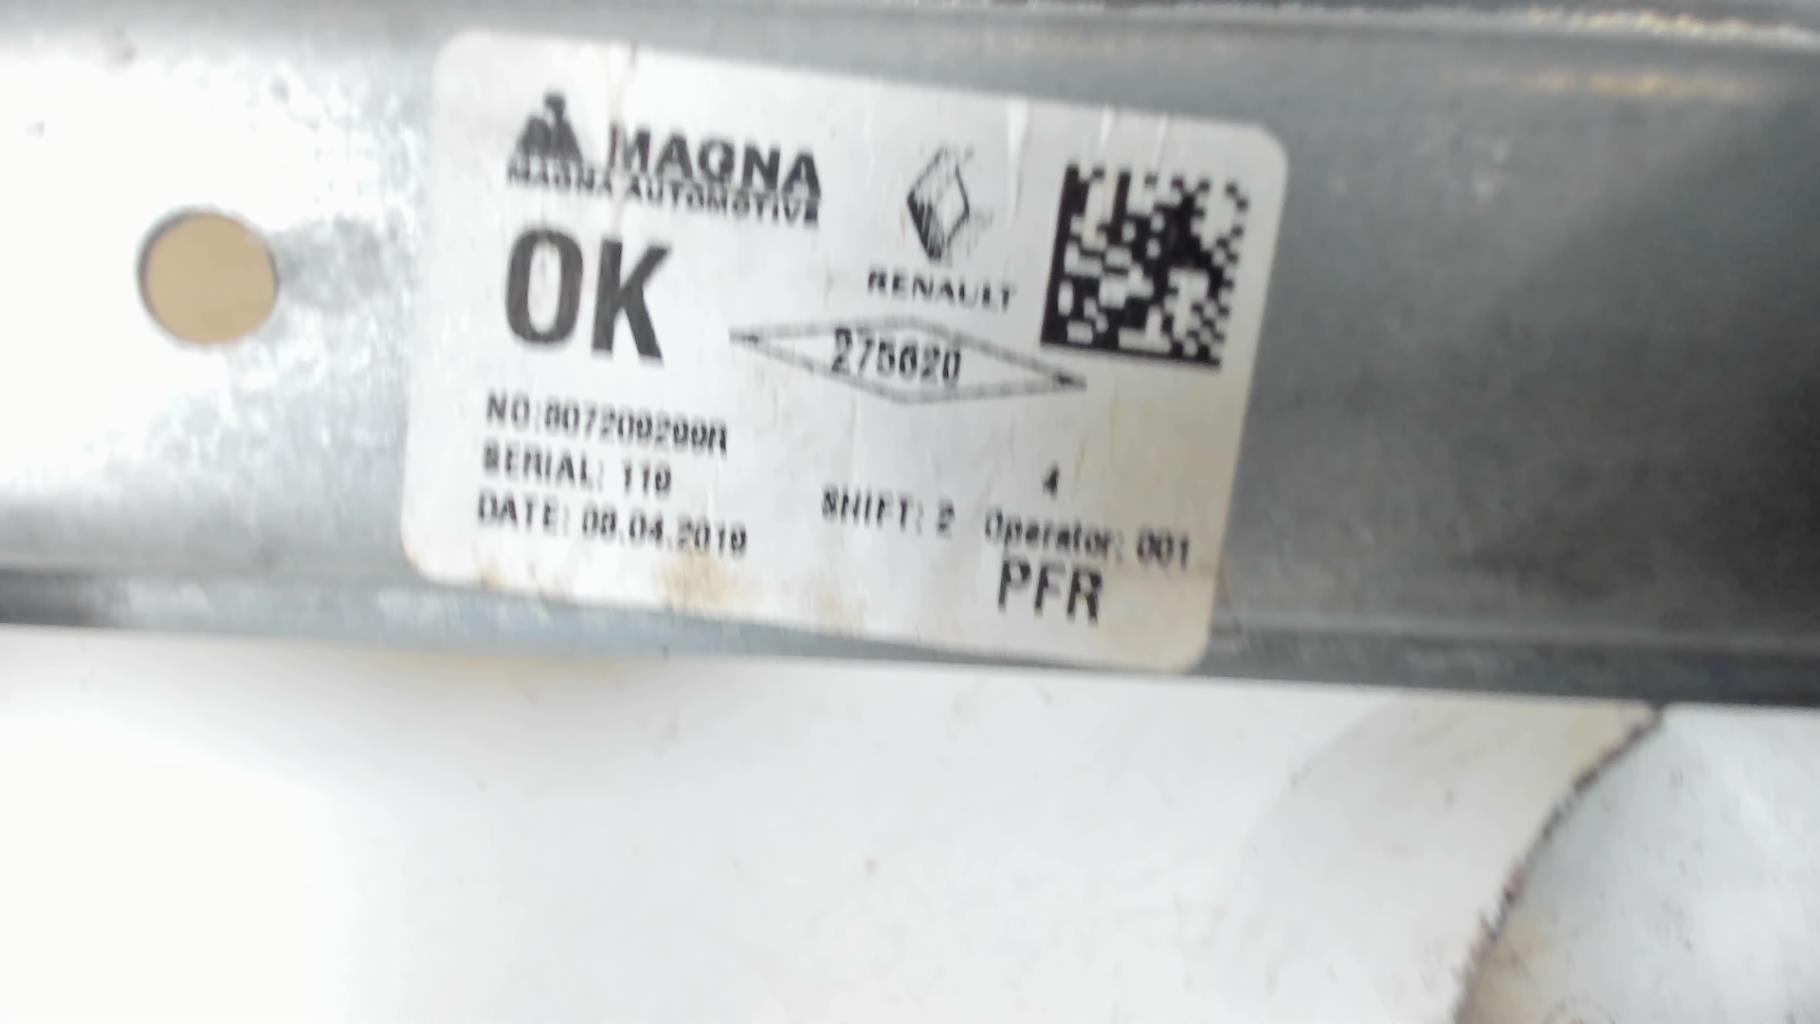 MAGNA
MAGNA AUTOMOTIVE
RENAULT
OK
275620
NO:807209299R
SERIAL: 119
4
DATE: 09.04.2019
SHIFT: 2
Operator: 001
PFR